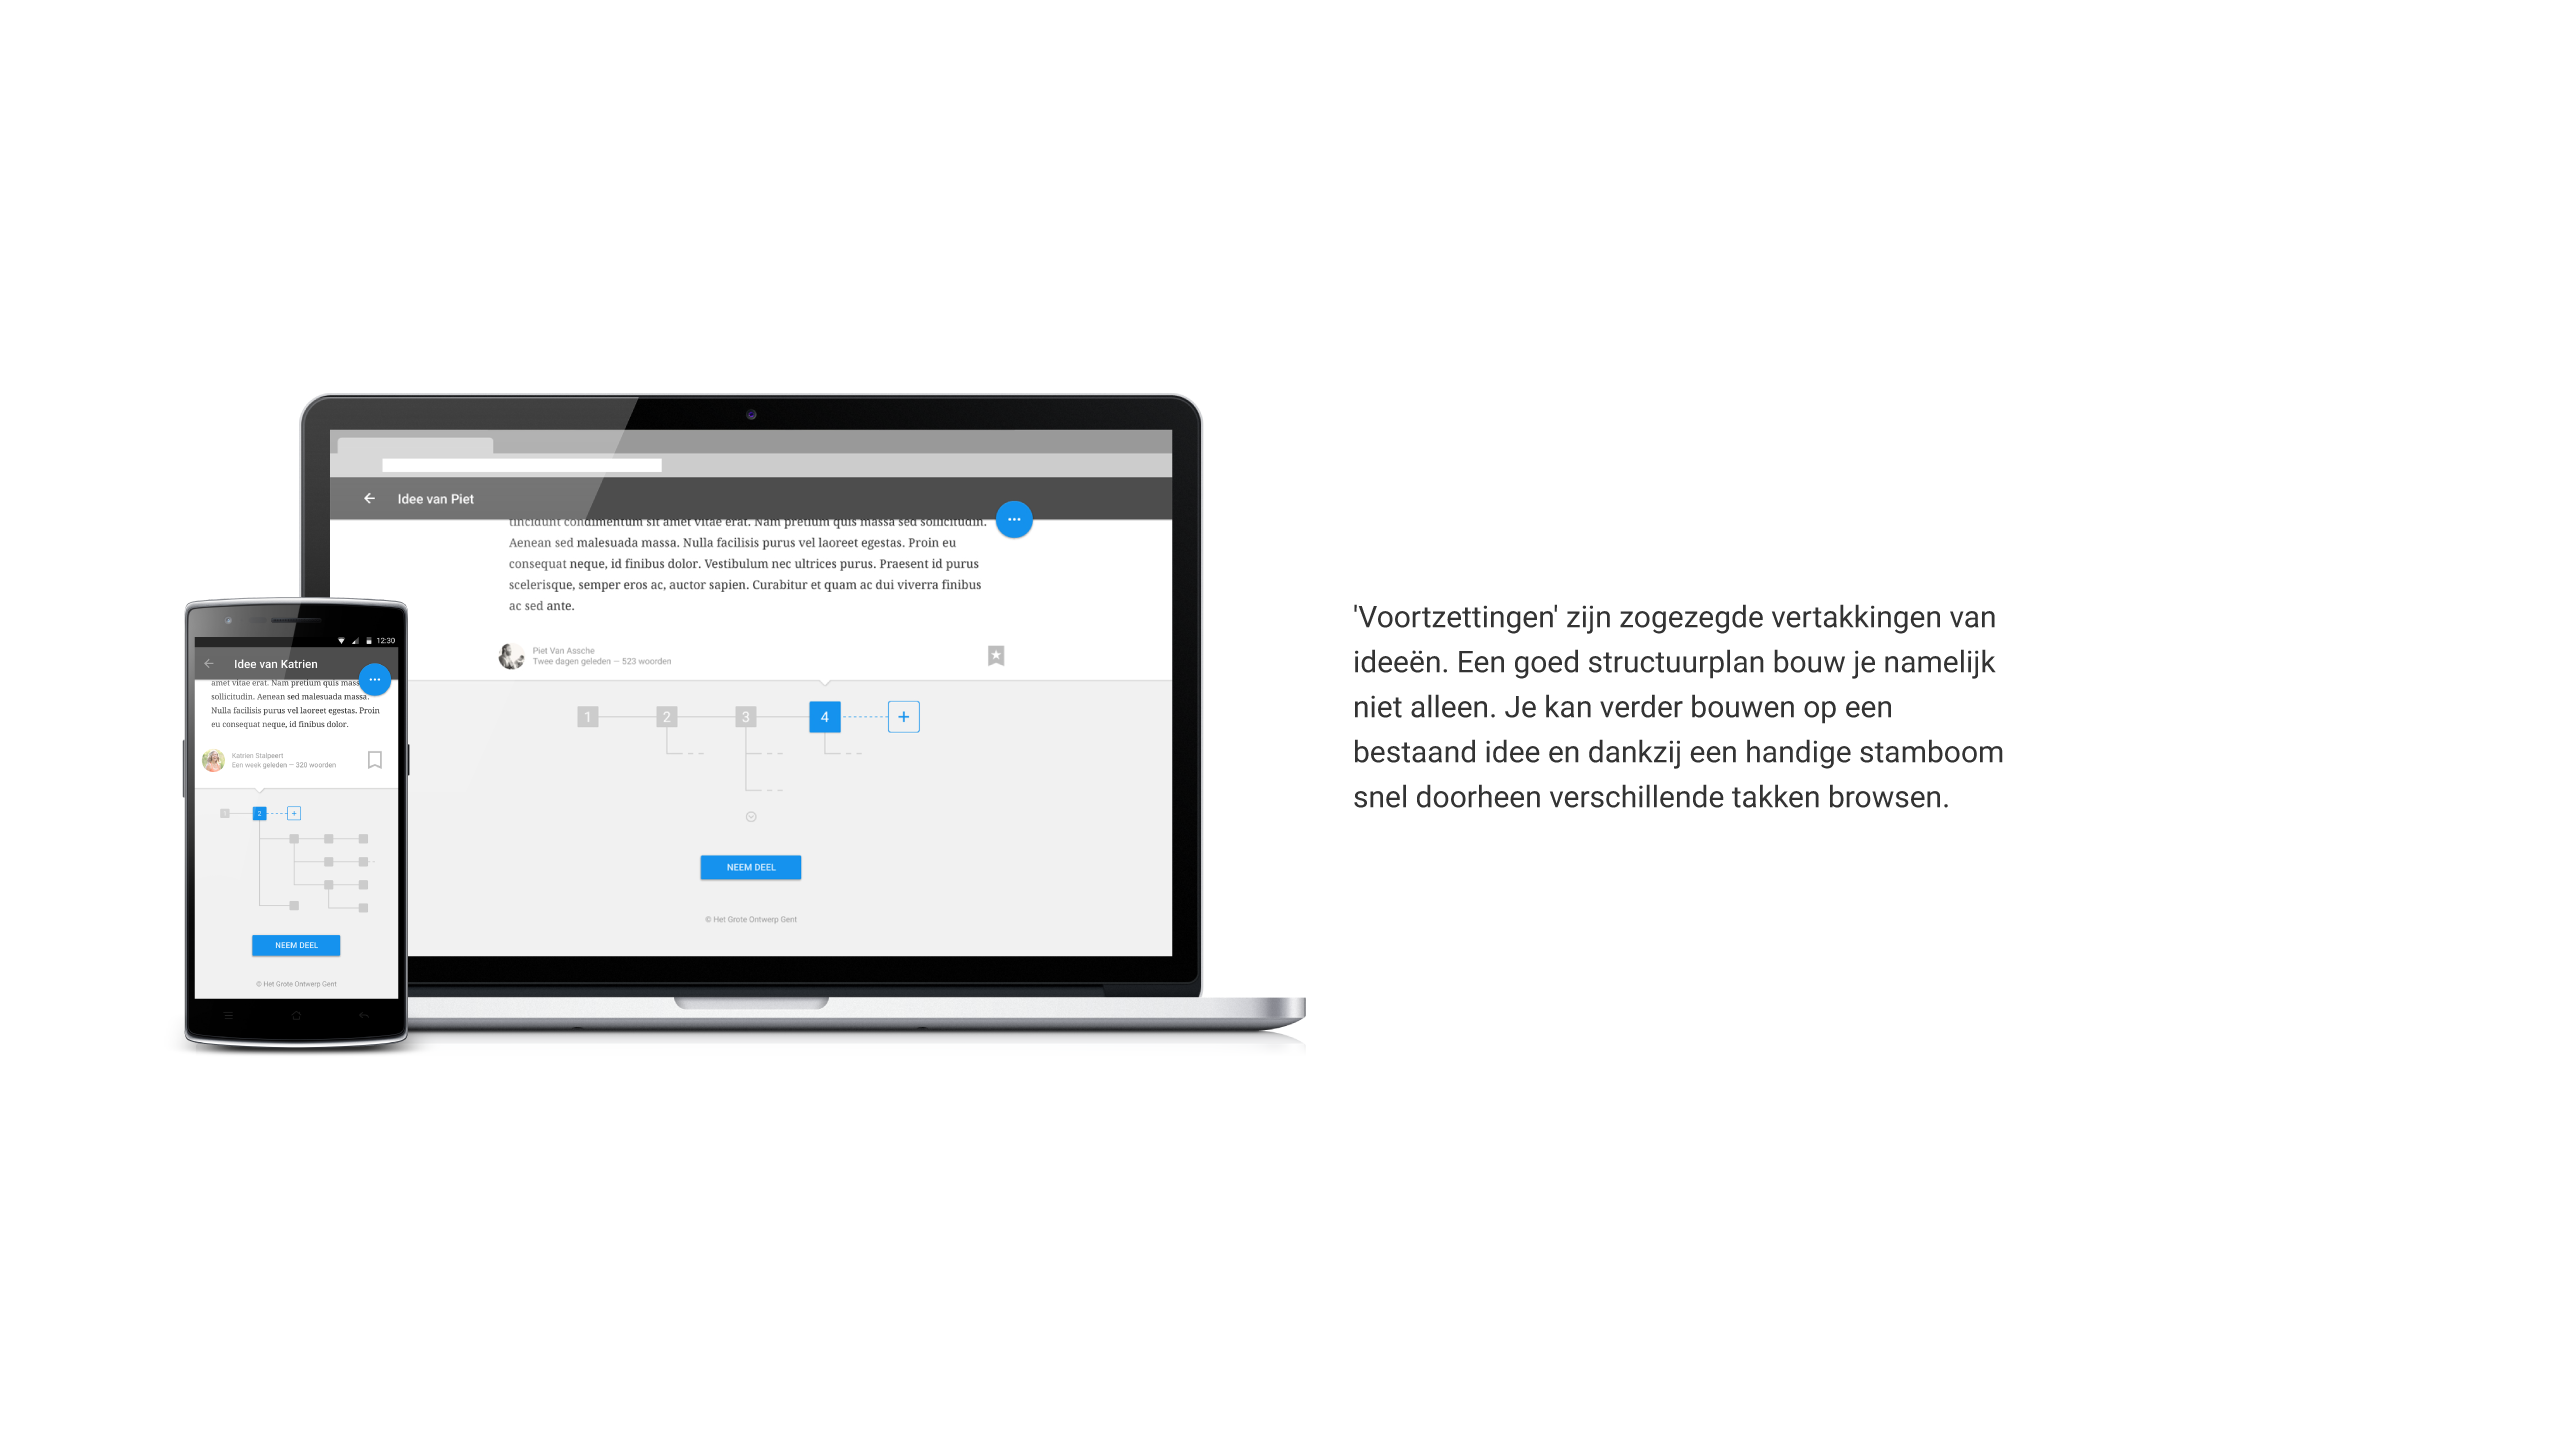 Idee van Piet
tincidunt condimentum sit amet vitae erat. Nam pretium quis massa sed sollicitudin.
Aenean sed malesuada massa. Nulla facilisis purus vel laoreet egestas. Proin eu
consequat neque, id finibus dolor. Vestibulum nec ultrices purus. Praesent id purus
scelerisque, semper eros ac, auctor sapien. Curabitur et quam ac dui viverra finibus
ac sed ante.
Piet Van Assche
Twee dagen geleden – 523 woorden
1 2 3 4 +
NEEM DEEL
© Het Grote Ontwerp Gent
12:30
Idee van Katrien
amet vitae erat. Nam pretium quis mass
sollicitudin. Aenean sed malesuada massa.
Nulla facilisis purus vel laoreet egestas. Proin
eu consequat neque, id finibus dolor.
Katrien Stalpeert
Een week geleden – 320 woorden
2 +
NEEM DEEL
© Het Grote Ontwerp Gent
'Voortzettingen' zijn zogezegde vertakkingen van
ideeën. Een goed structuurplan bouw je namelijk
niet alleen. Je kan verder bouwen op een
bestaand idee en dankzij een handige stamboom
snel doorheen verschillende takken browsen.